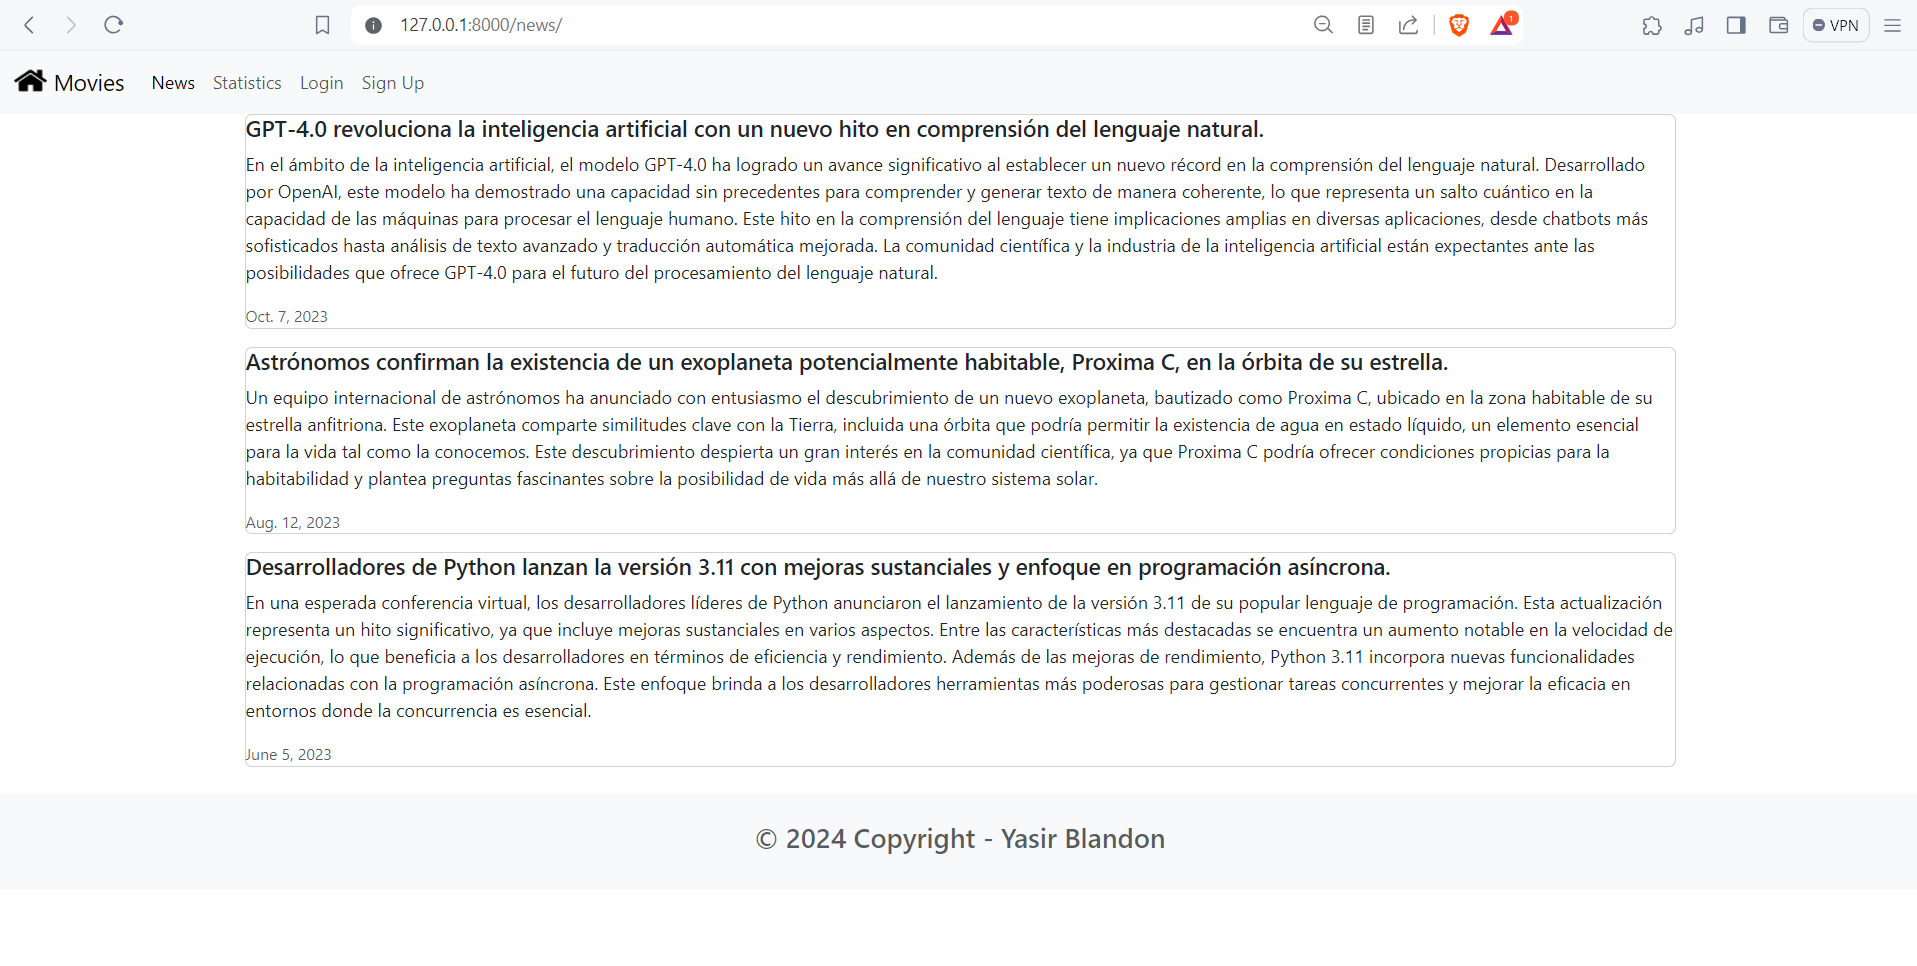 127.0.0.1:8000/news/
1
VPN
Movies News Statistics Login Sign Up
GPT-4.0 revoluciona la inteligencia artificial con un nuevo hito en comprensión del lenguaje natural.
En el ámbito de la inteligencia artificial, el modelo GPT-4.0 ha logrado un avance significativo al establecer un nuevo récord en la comprensión del lenguaje natural. Desarrollado
por OpenAI, este modelo ha demostrado una capacidad sin precedentes para comprender y generar texto de manera coherente, lo que representa un salto cuántico en la
capacidad de las máquinas para procesar el lenguaje humano. Este hito en la comprensión del lenguaje tiene implicaciones amplias en diversas aplicaciones, desde chatbots más
sofisticados hasta análisis de texto avanzado y traducción automática mejorada. La comunidad científica y la industria de la inteligencia artificial están expectantes ante las
posibilidades que ofrece GPT-4.0 para el futuro del procesamiento del lenguaje natural.
Oct. 7, 2023
Astrónomos confirman la existencia de un exoplaneta potencialmente habitable, Proxima C, en la órbita de su estrella.
Un equipo internacional de astrónomos ha anunciado con entusiasmo el descubrimiento de un nuevo exoplaneta, bautizado como Proxima C, ubicado en la zona habitable de su
estrella anfitriona. Este exoplaneta comparte similitudes clave con la Tierra, incluida una órbita que podría permitir la existencia de agua en estado líquido, un elemento esencial
para la vida tal como la conocemos. Este descubrimiento despierta un gran interés en la comunidad científica, ya que Proxima C podría ofrecer condiciones propicias para la
habitabilidad y plantea preguntas fascinantes sobre la posibilidad de vida más allá de nuestro sistema solar.
Aug. 12, 2023
Desarrolladores de Python lanzan la versión 3.11 con mejoras sustanciales y enfoque en programación asíncrona.
En una esperada conferencia virtual, los desarrolladores líderes de Python anunciaron el lanzamiento de la versión 3.11 de su popular lenguaje de programación. Esta actualización
representa un hito significativo, ya que incluye mejoras sustanciales en varios aspectos. Entre las características más destacadas se encuentra un aumento notable en la velocidad de
ejecución, lo que beneficia a los desarrolladores en términos de eficiencia y rendimiento. Además de las mejoras de rendimiento, Python 3.11 incorpora nuevas funcionalidades
relacionadas con la programación asíncrona. Este enfoque brinda a los desarrolladores herramientas más poderosas para gestionar tareas concurrentes y mejorar la eficacia en
entornos donde la concurrencia es esencial.
June 5, 2023
© 2024 Copyright - Yasir Blandon